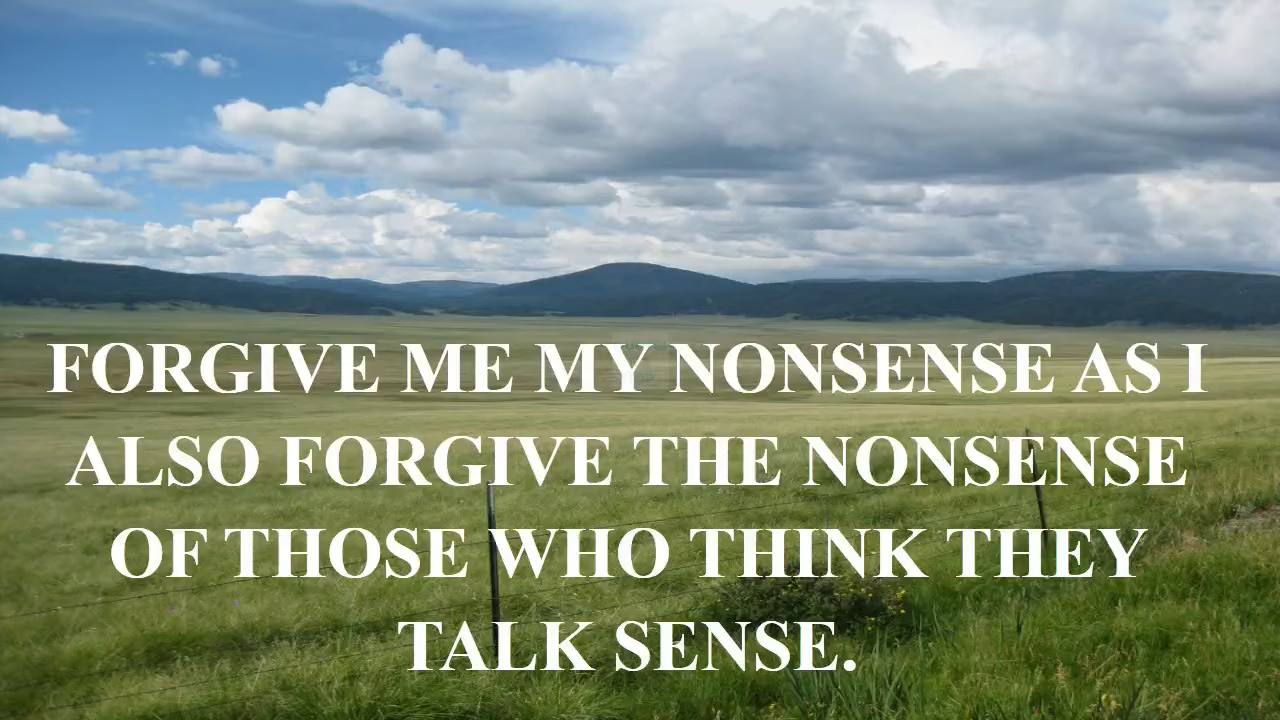 FORGIVE ME MY NONSENSE AS I
ALSO FORGIVE THE NONSENSE
OF THOSE WHO THINK THEY
TALK SENSE.